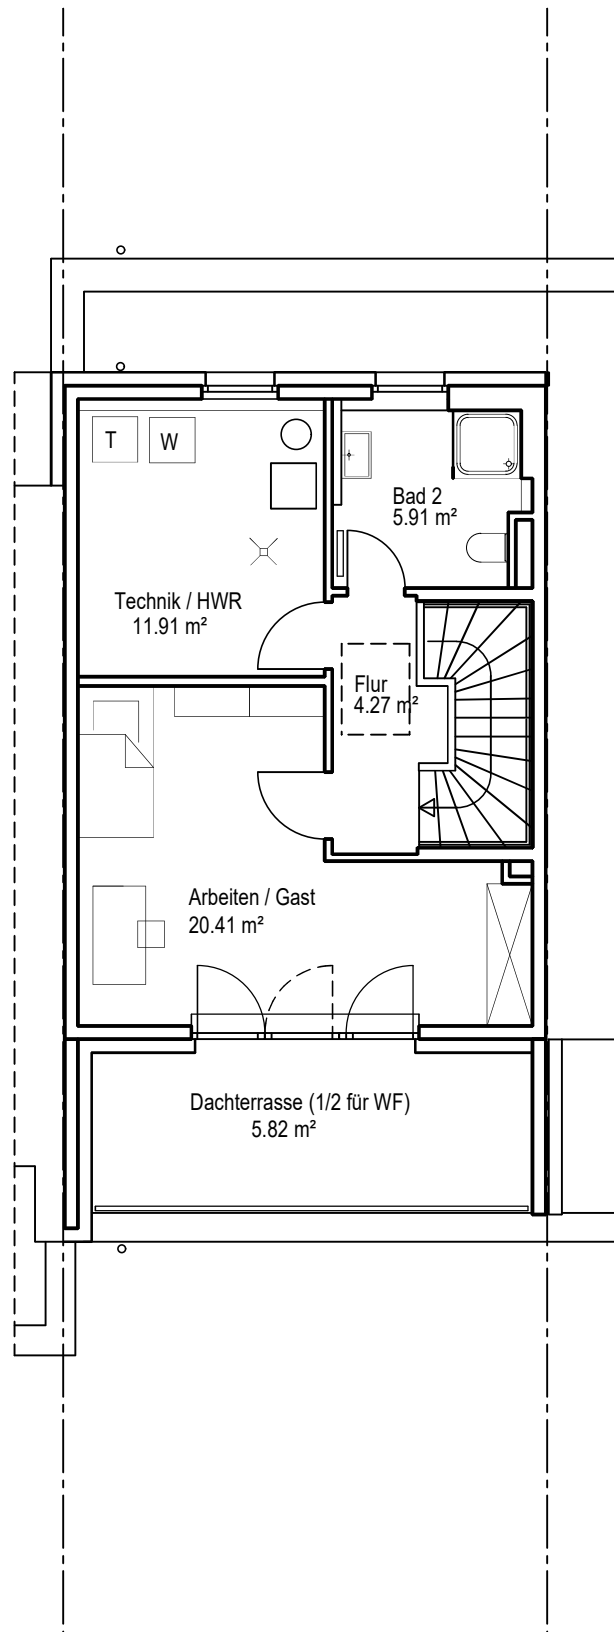 T
W
Bad 2
5.91 m²
Technik / HWR
11.91 m²
Flur
4.27 m²
Arbeiten / Gast
20.41 m²
Dachterrasse (1/2 für WF)
5.82 m²